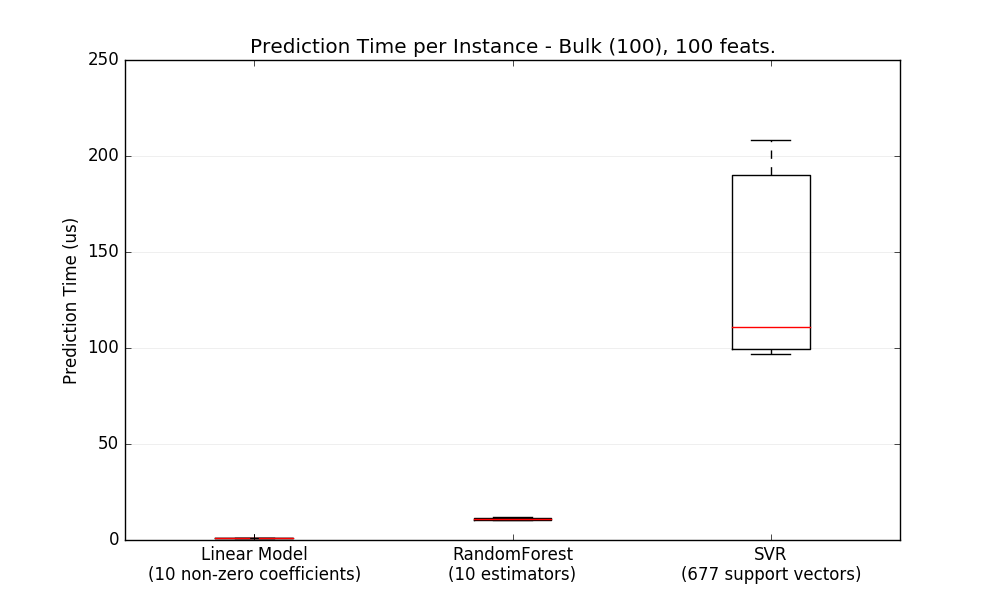 Prediction Time per Instance - Bulk (100), 100 feats.
250
200
150
100
50
0
Prediction Time (us)
Linear Model
(10 non-zero coefficients)
RandomForest
(10 estimators)
SVR
(677 support vectors)